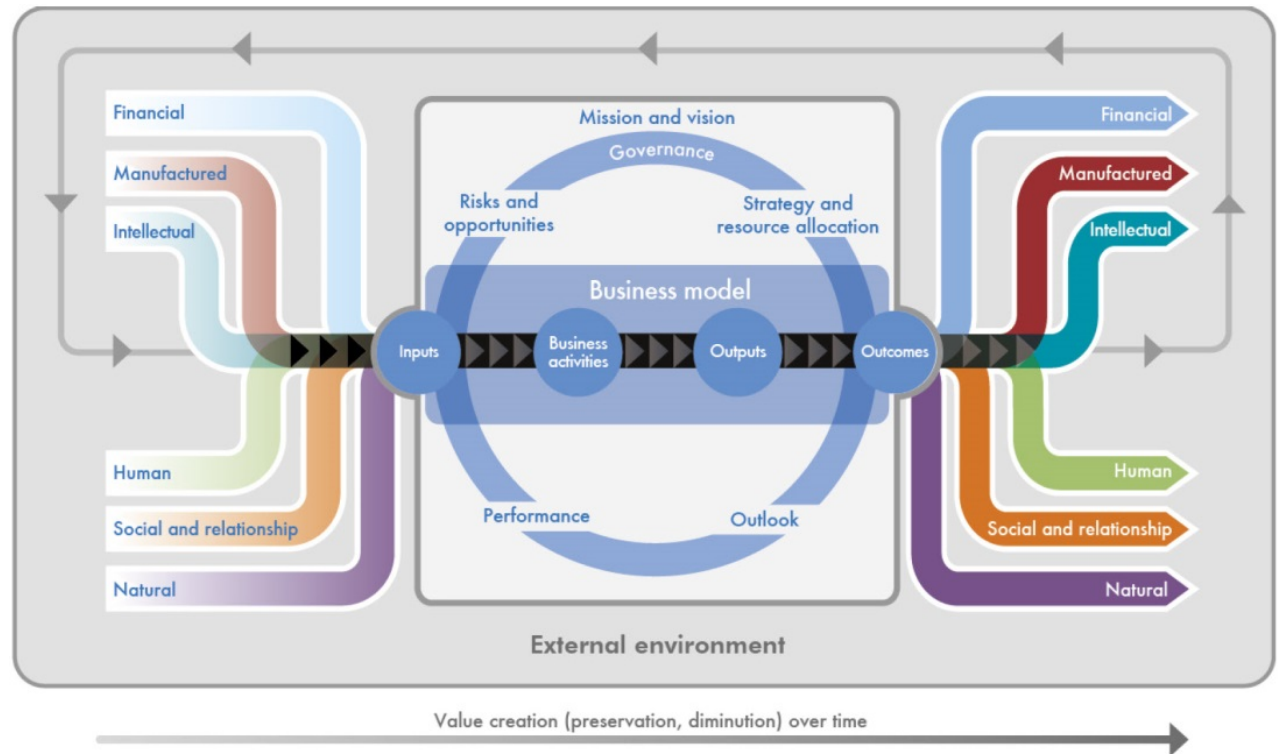 Financial
Manufactured
Intellectual
Human
Social and relationship
Natural
Mission and vision
Governance
Risks and
opportunities
Strategy and
resource allocation
Business model
Inputs
Business
activities
Outputs
Outcomes
Performance
Outlook
Financial
Manufactured
Intellectual
Human
Social and relationship
Natural
External environment
Value creation (preservation, diminution) over time